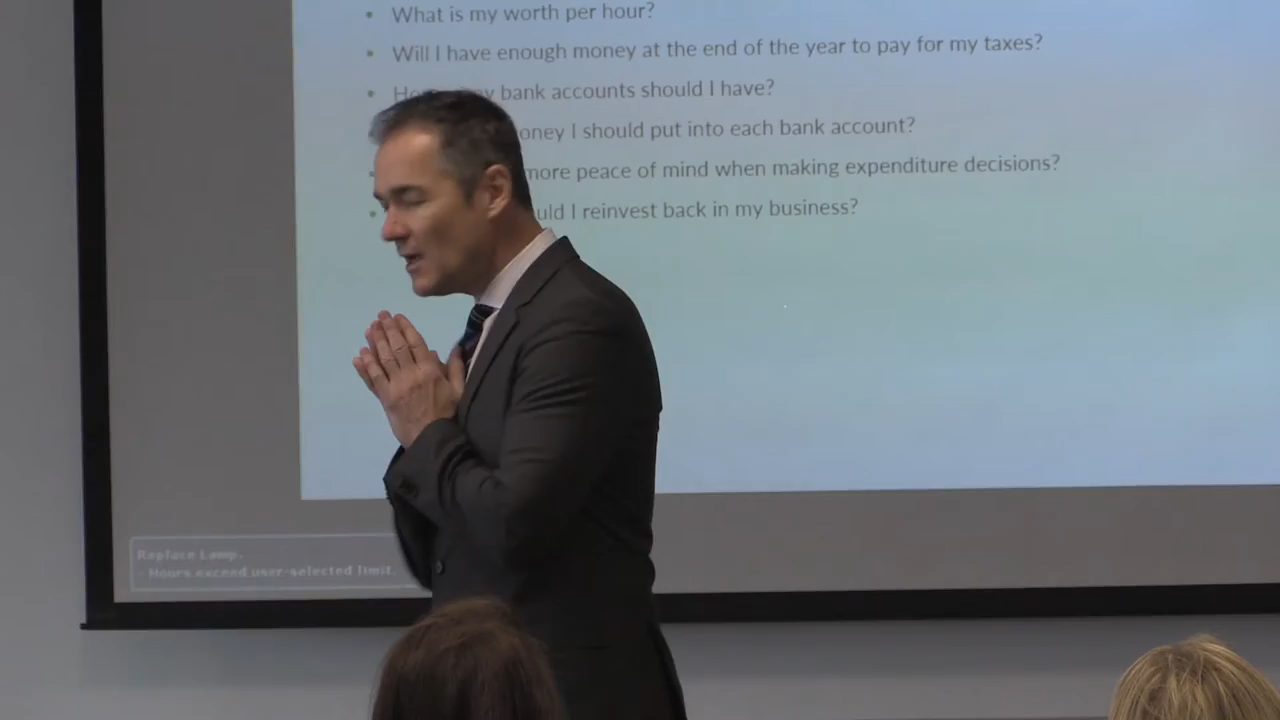 • What is my worth per hour?
• Will I have enough money at the end of the year to pay for my taxes?
• bank accounts should I have?
I should put into each bank account?
more peace of mind when making expenditure decisions?
I reinvest back in my business?
Replace Lamp.
- Hours exceed user-selected limit.